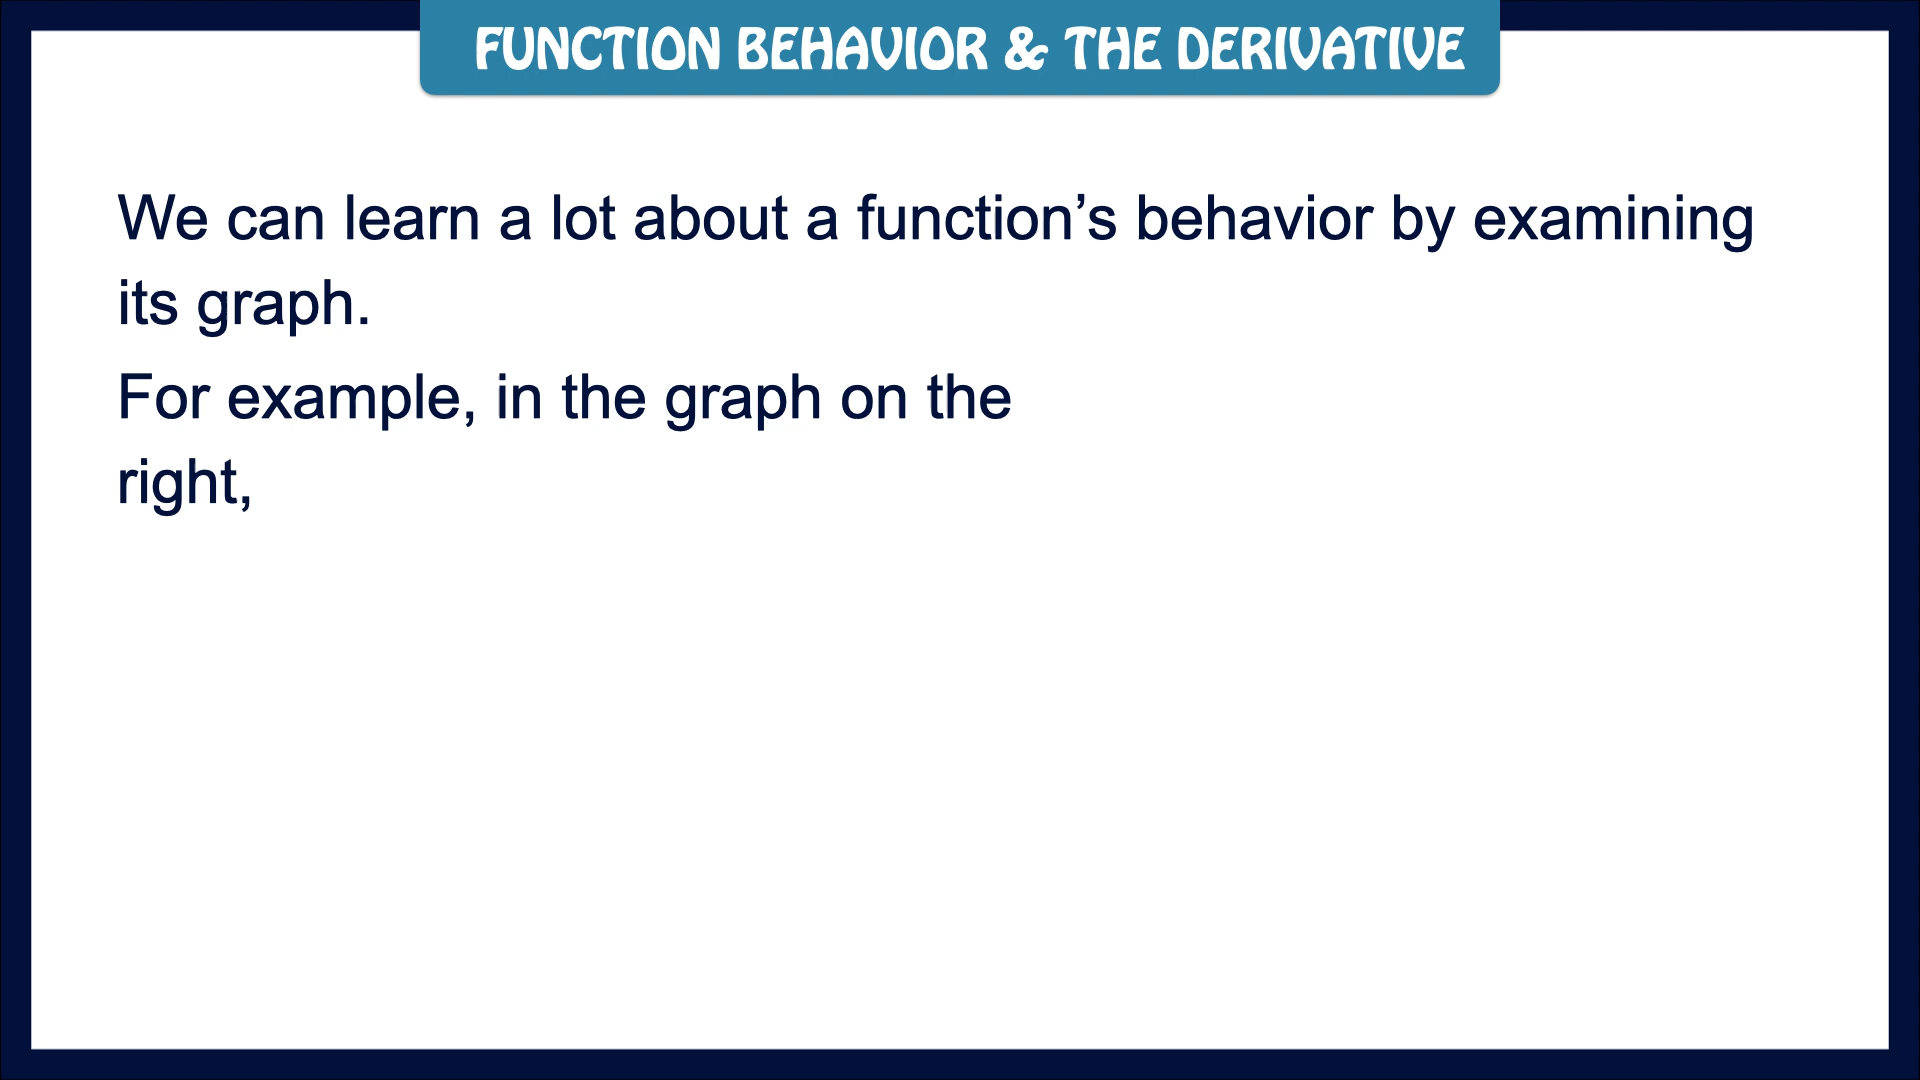 FUNCTION BEHAVIOR & THE DERIVATIVE
We can learn a lot about a function’s behavior by examining
its graph.
For example, in the graph on the
right,